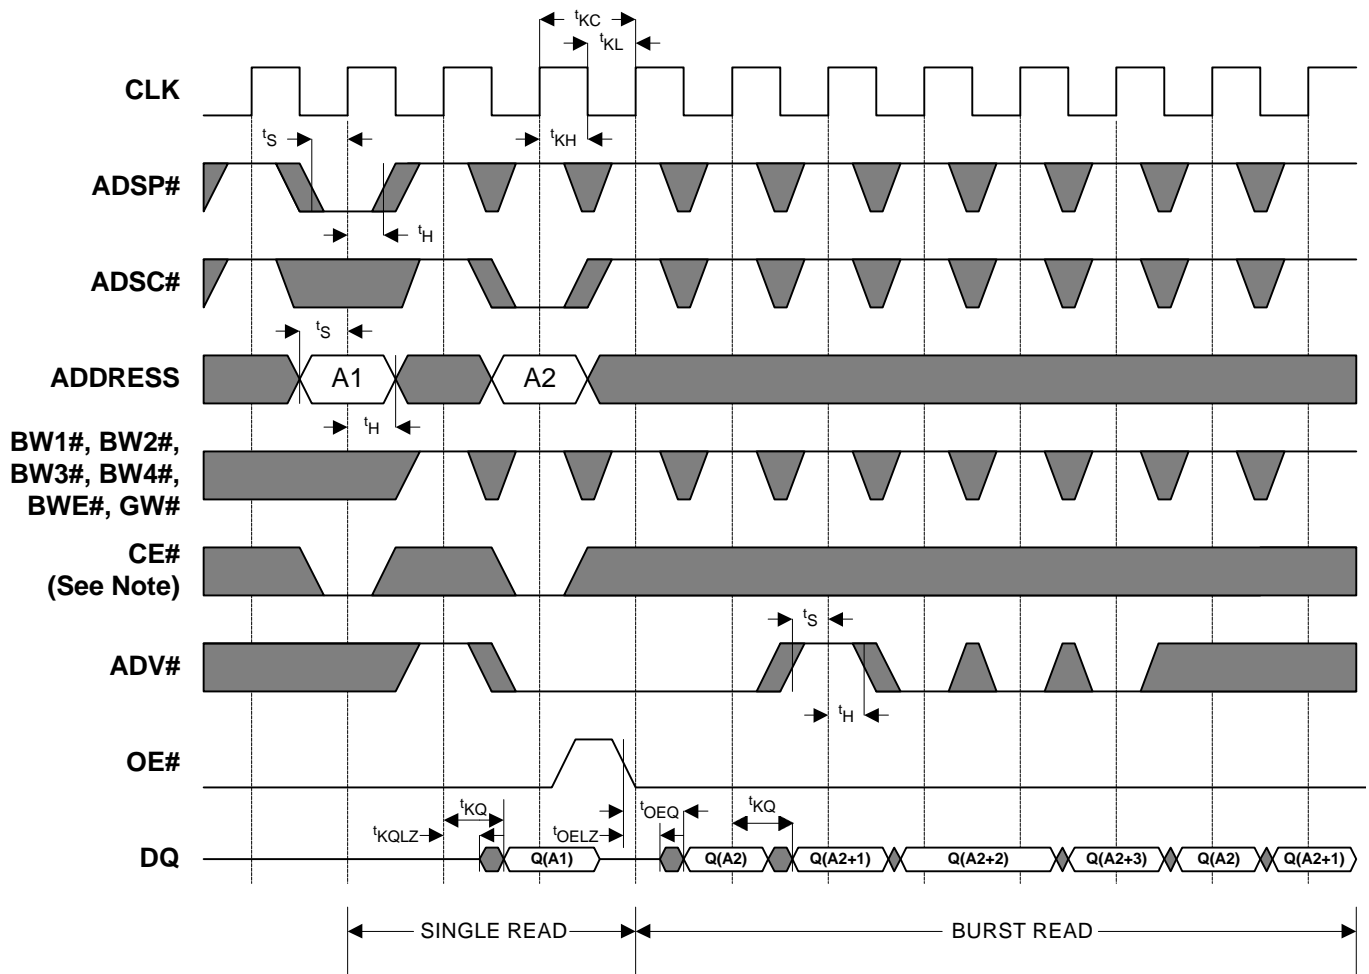 tKC
tKL
CLK
tS
tKH
ADSP#
tH
ADSC#
tS
ADDRESS
A1
A2
tH
BW1#, BW2#,
BW3#, BW4#,
BWE#, GW#
CE#
(See Note)
tS
ADV#
tH
OE#
tKQ
tOEQ
tKQ
tKQLZ
tOELZ
DQ
Q(A1)
Q(A2)
Q(A2+1)
Q(A2+2)
Q(A2+3)
Q(A2)
Q(A2+1)
SINGLE READ
BURST READ